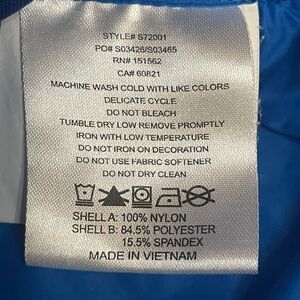 STYLE# S72001
PO# S03426/S03465
RN# 151562
CA# 60821
MACHINE WASH COLD WITH LIKE COLORS
DELICATE CYCLE
DO NOT BLEACH
TUMBLE DRY LOW REMOVE PROMPTLY
IRON WITH LOW TEMPERATURE
DO NOT IRON ON DECORATION
DO NOT USE FABRIC SOFTENER
DO NOT DRY CLEAN
SHELL A: 100% NYLON
SHELL B: 84.5% POLYESTER
15.5% SPANDEX
MADE IN VIETNAM